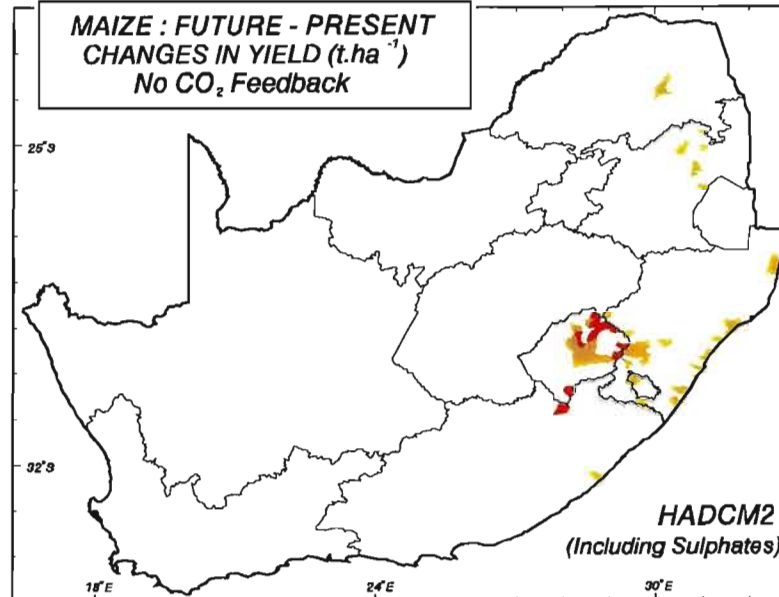 MAIZE : FUTURE - PRESENT
CHANGES IN YIELD (t.ha⁻¹)
No CO₂ Feedback
25°S
32°S
HADCM2
(Including Sulphates)
18°E
24°E
30°E